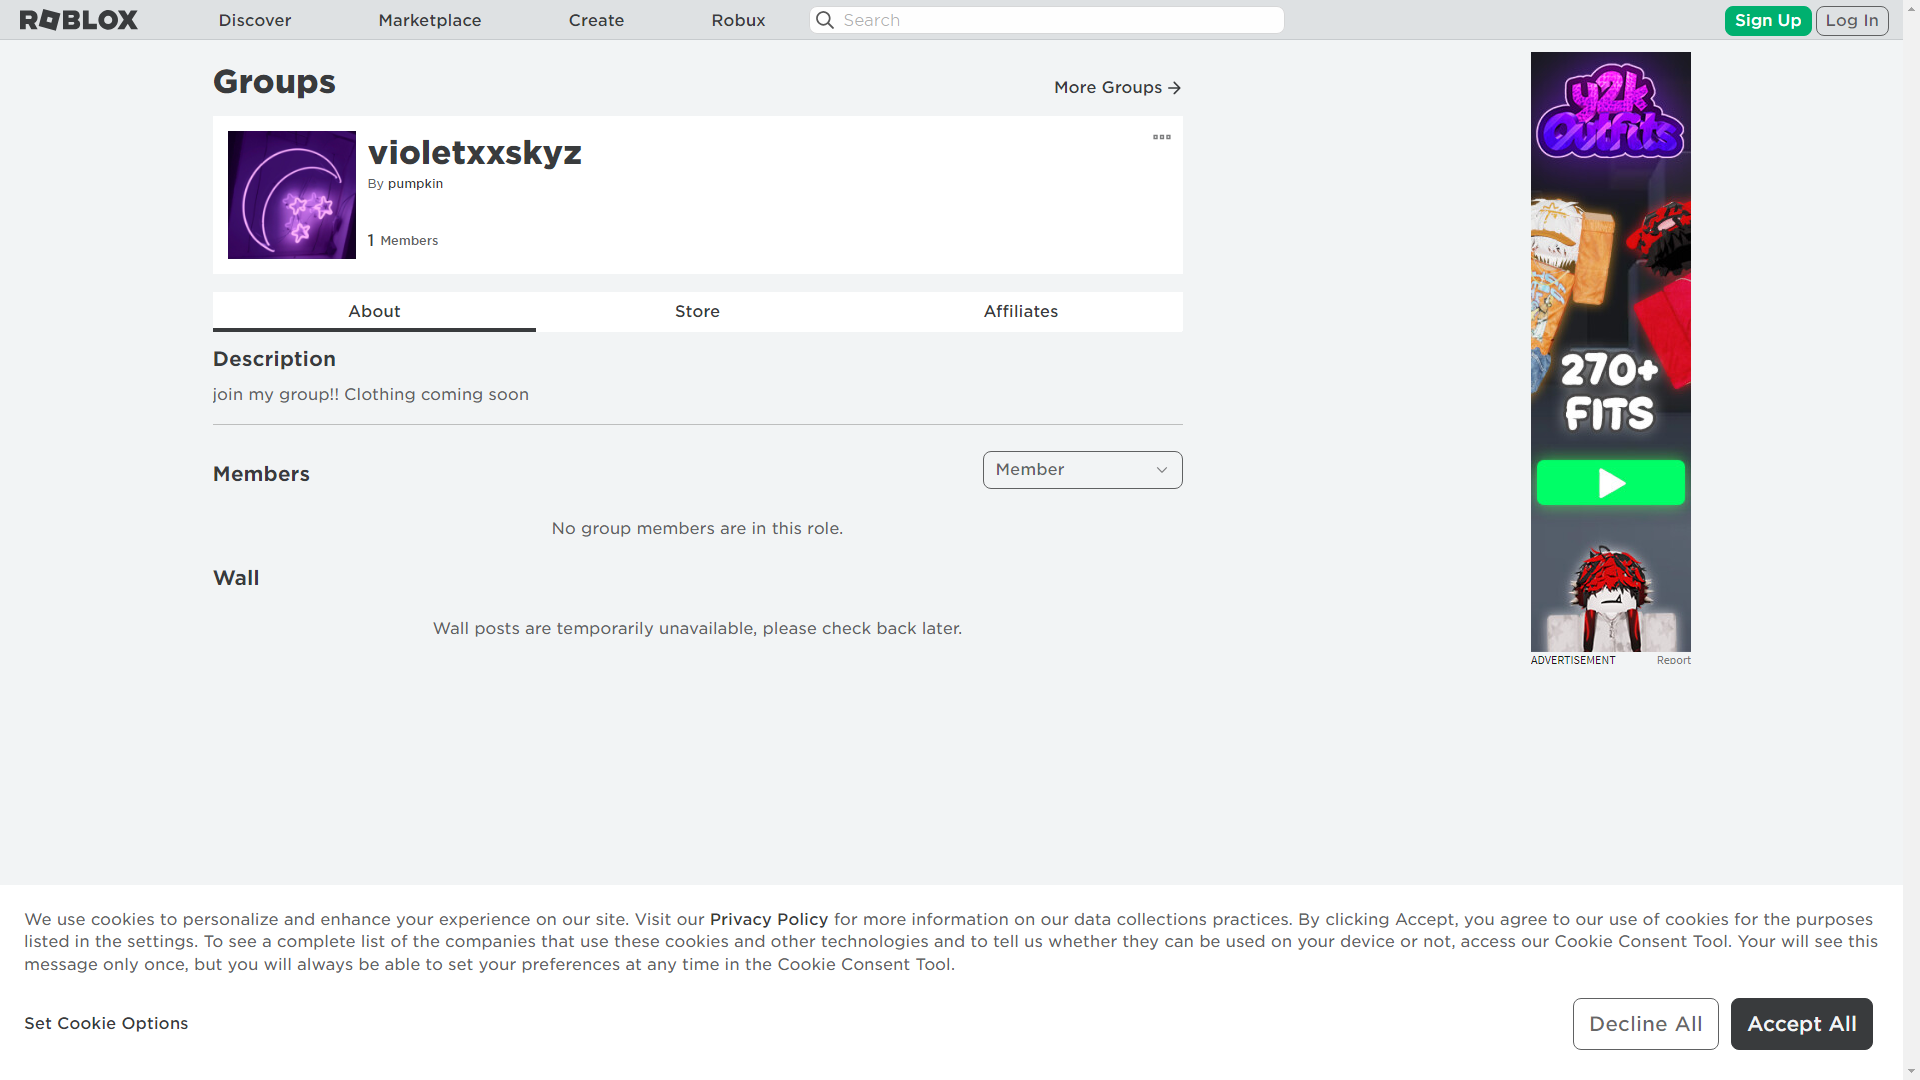 ROBLOX
Discover
Marketplace
Create
Robux
Search
Sign Up
Log In
Groups
More Groups
violetxxskyz
By pumpkin
1 Members
About
Store
Affiliates
Description
join my group!! Clothing coming soon
Members
Member
No group members are in this role.
Wall
Wall posts are temporarily unavailable, please check back later.
y2k
Outfits
270+
FITS
ADVERTISEMENT
Report
We use cookies to personalize and enhance your experience on our site. Visit our Privacy Policy for more information on our data collections practices. By clicking Accept, you agree to our use of cookies for the purposes
listed in the settings. To see a complete list of the companies that use these cookies and other technologies and to tell us whether they can be used on your device or not, access our Cookie Consent Tool. Your will see this
message only once, but you will always be able to set your preferences at any time in the Cookie Consent Tool.
Set Cookie Options
Decline All
Accept All